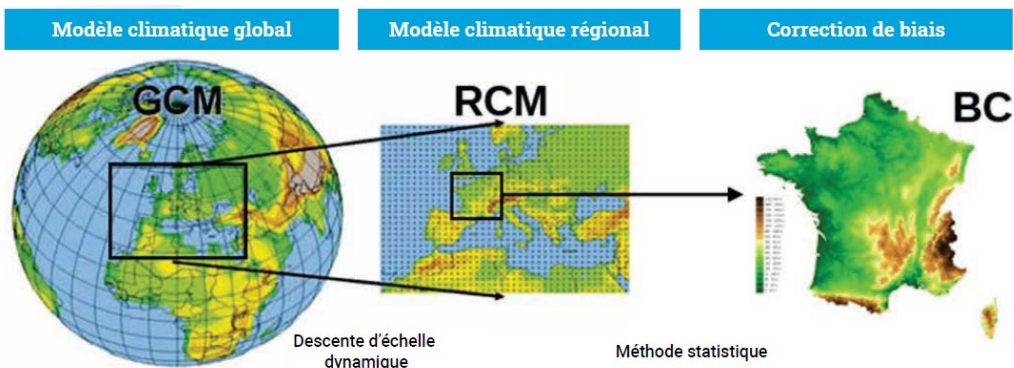 Modèle climatique global
Modèle climatique régional
Correction de biais
GCM
RCM
BC
Descente d'échelle
dynamique
Méthode statistique